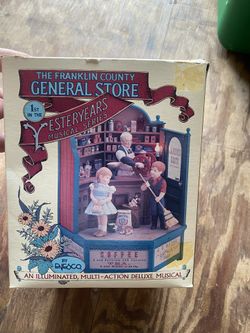 THE FRANKLIN COUNTY
GENERAL STORE
1ST IN THE
YESTERYEARS
MUSICAL SERIES
COFFEE
BY
ENESCO
AN ILLUMINATED, MULTI-ACTION DELUXE MUSICAL